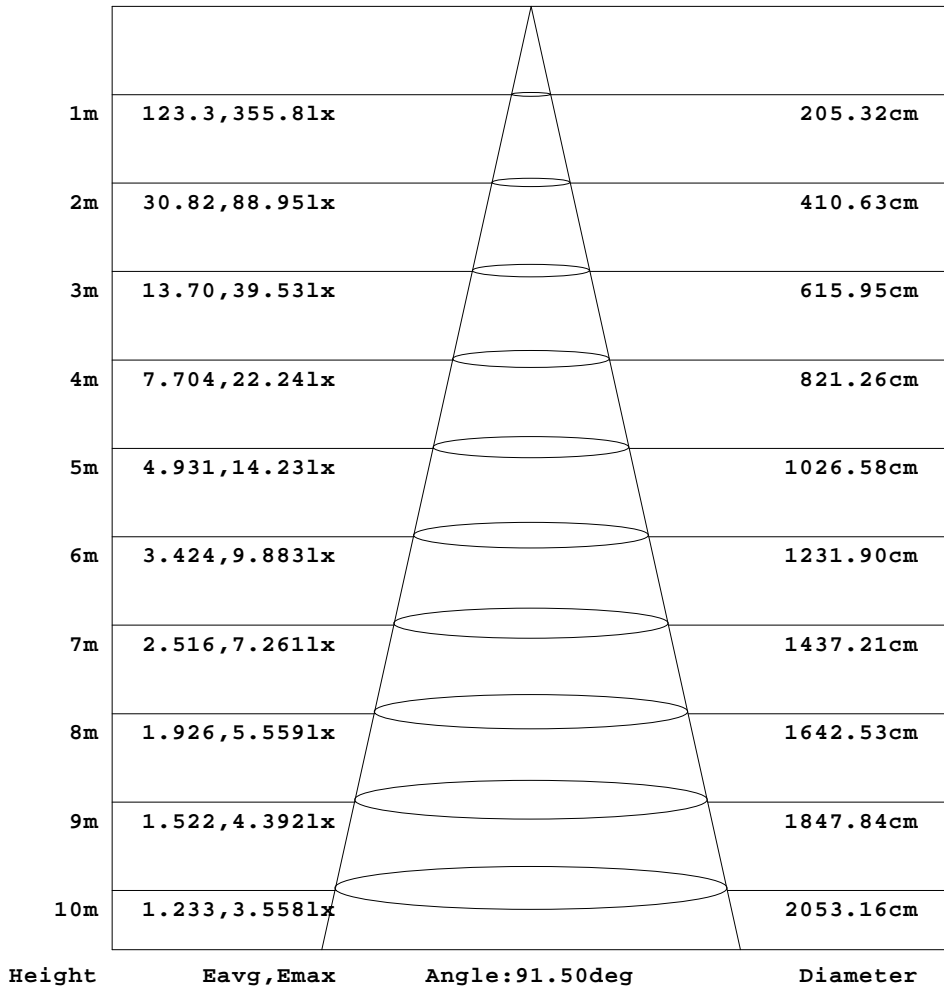 1m 123.3,355.8lx 205.32cm
2m 30.82,88.95lx 410.63cm
3m 13.70,39.53lx 615.95cm
4m 7.704,22.24lx 821.26cm
5m 4.931,14.23lx 1026.58cm
6m 3.424,9.883lx 1231.90cm
7m 2.516,7.261lx 1437.21cm
8m 1.926,5.559lx 1642.53cm
9m 1.522,4.392lx 1847.84cm
10m 1.233,3.558lx 2053.16cm
Height Eavg,Emax Angle:91.50deg Diameter